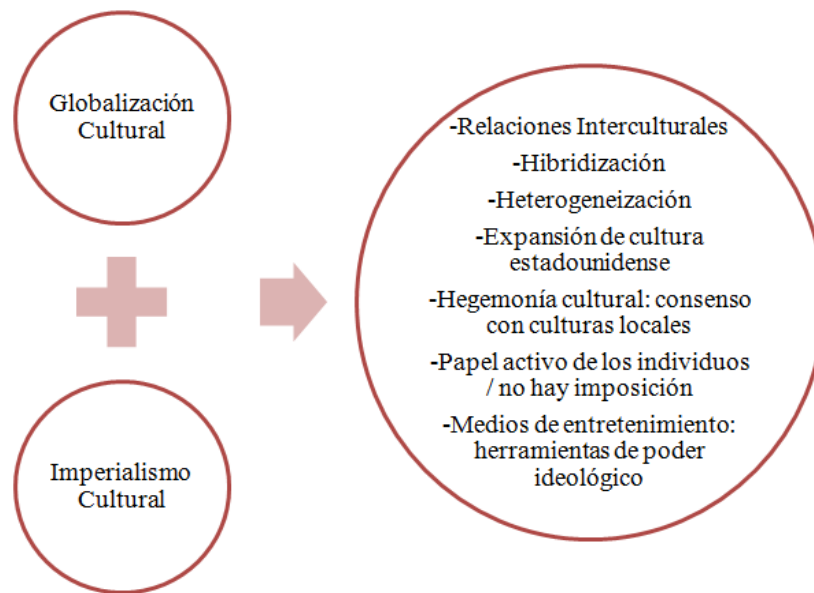 Globalización
Cultural
Imperialismo
Cultural
-Relaciones Interculturales
-Hibridización
-Heterogeneización
-Expansión de cultura
estadounidense
-Hegemonía cultural: consenso
con culturas locales
-Papel activo de los individuos
/ no hay imposición
-Medios de entretenimiento:
herramientas de poder
ideológico